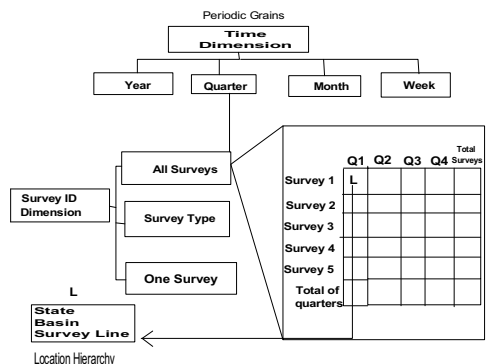 Periodic Grains
Time
Dimension
Year
Quarter
Month
Week
All Surveys
Survey ID
Dimension
Survey Type
One Survey
Total
Q1 Q2 Q3 Q4 Surveys
Survey 1 L
Survey 2
Survey 3
Survey 4
Survey 5
Total of
quarters
L
State
Basin
Survey Line
Location Hierarchy